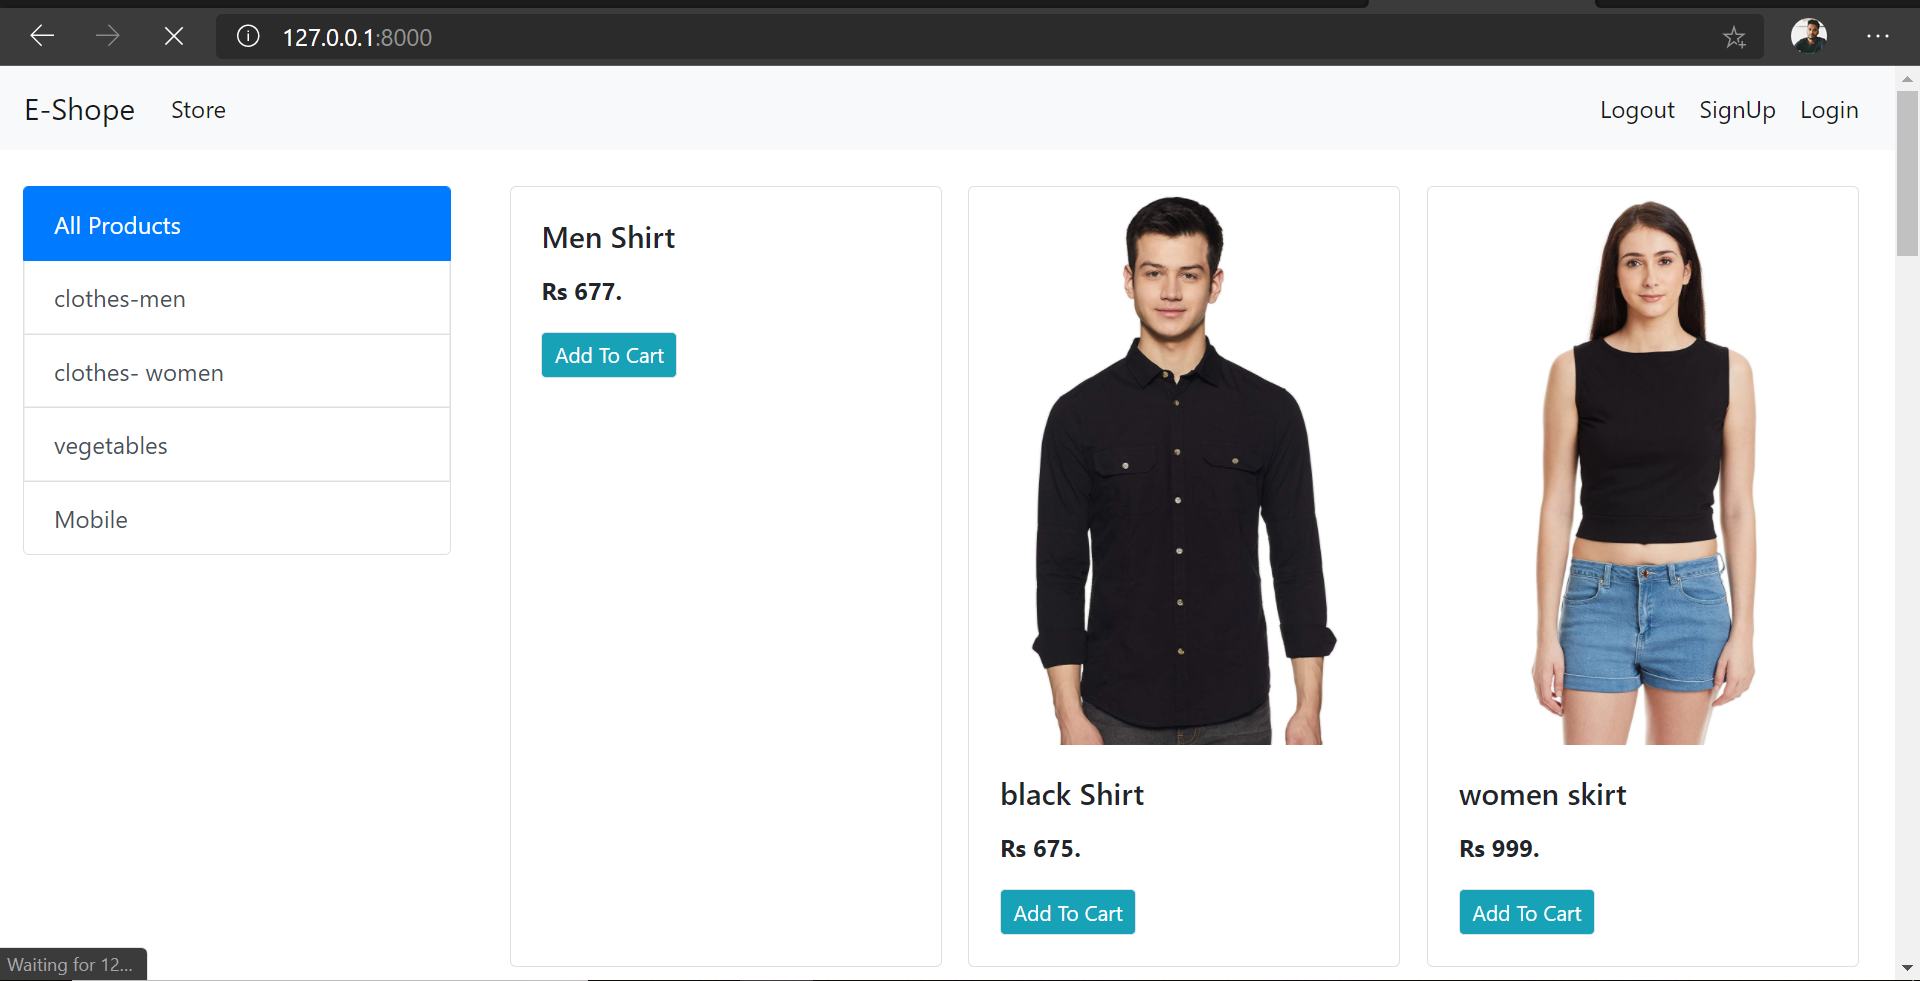 127.0.0.1:8000
E-Shope Store Logout SignUp Login
All Products
clothes-men
clothes- women
vegetables
Mobile
Men Shirt
Rs 677.
Add To Cart
black Shirt
Rs 675.
Add To Cart
women skirt
Rs 999.
Add To Cart
Waiting for 12...